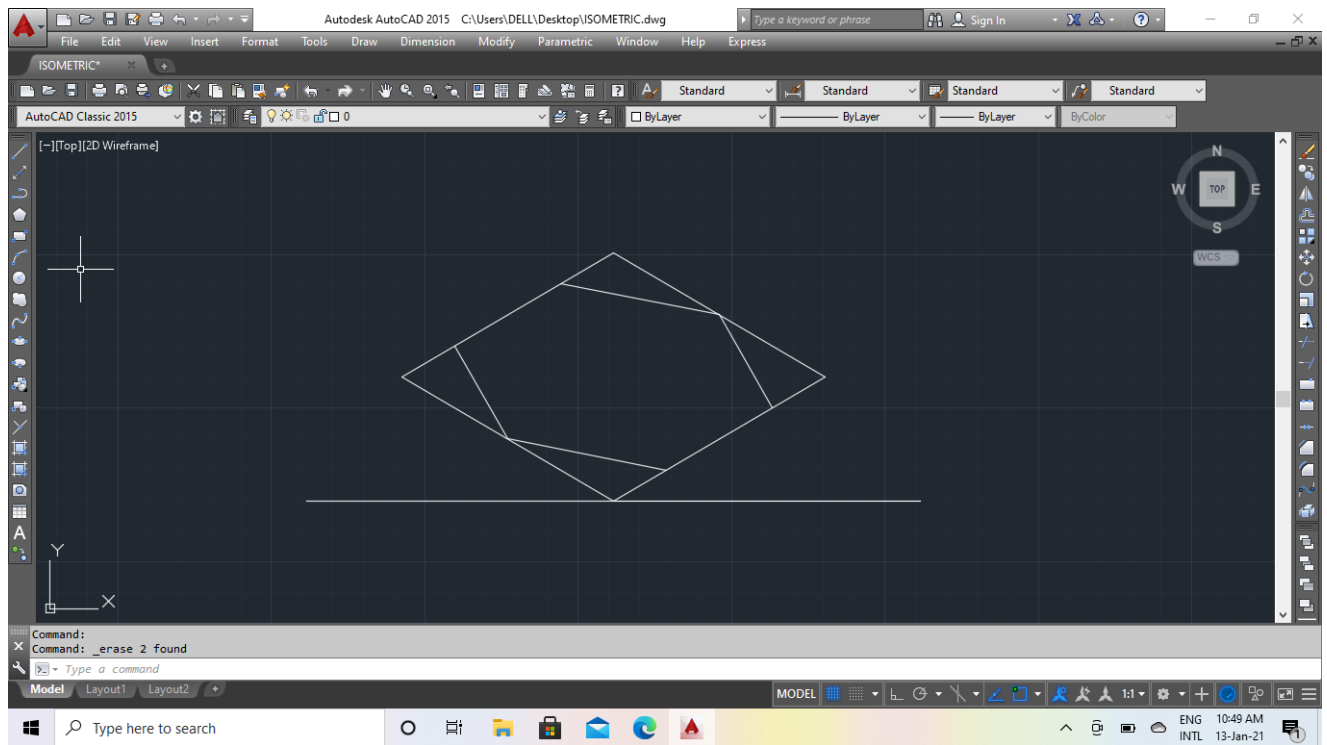 Autodesk AutoCAD 2015 C:\Users\DELL\Desktop\ISOMETRIC.dwg Type a keyword or phrase Sign In
File Edit View Insert Format Tools Draw Dimension Modify Parametric Window Help Express
ISOMETRIC*
Standard Standard Standard Standard
AutoCAD Classic 2015 0 ByLayer ByLayer ByLayer ByColor
[−][Top][2D Wireframe]
N
W TOP E
S
WCS
Y
X
Command:
Command: _erase 2 found
Type a command
Model Layout1 Layout2 +
MODEL 1:1
Type here to search
ENG 10:49 AM
INTL 13-Jan-21
1